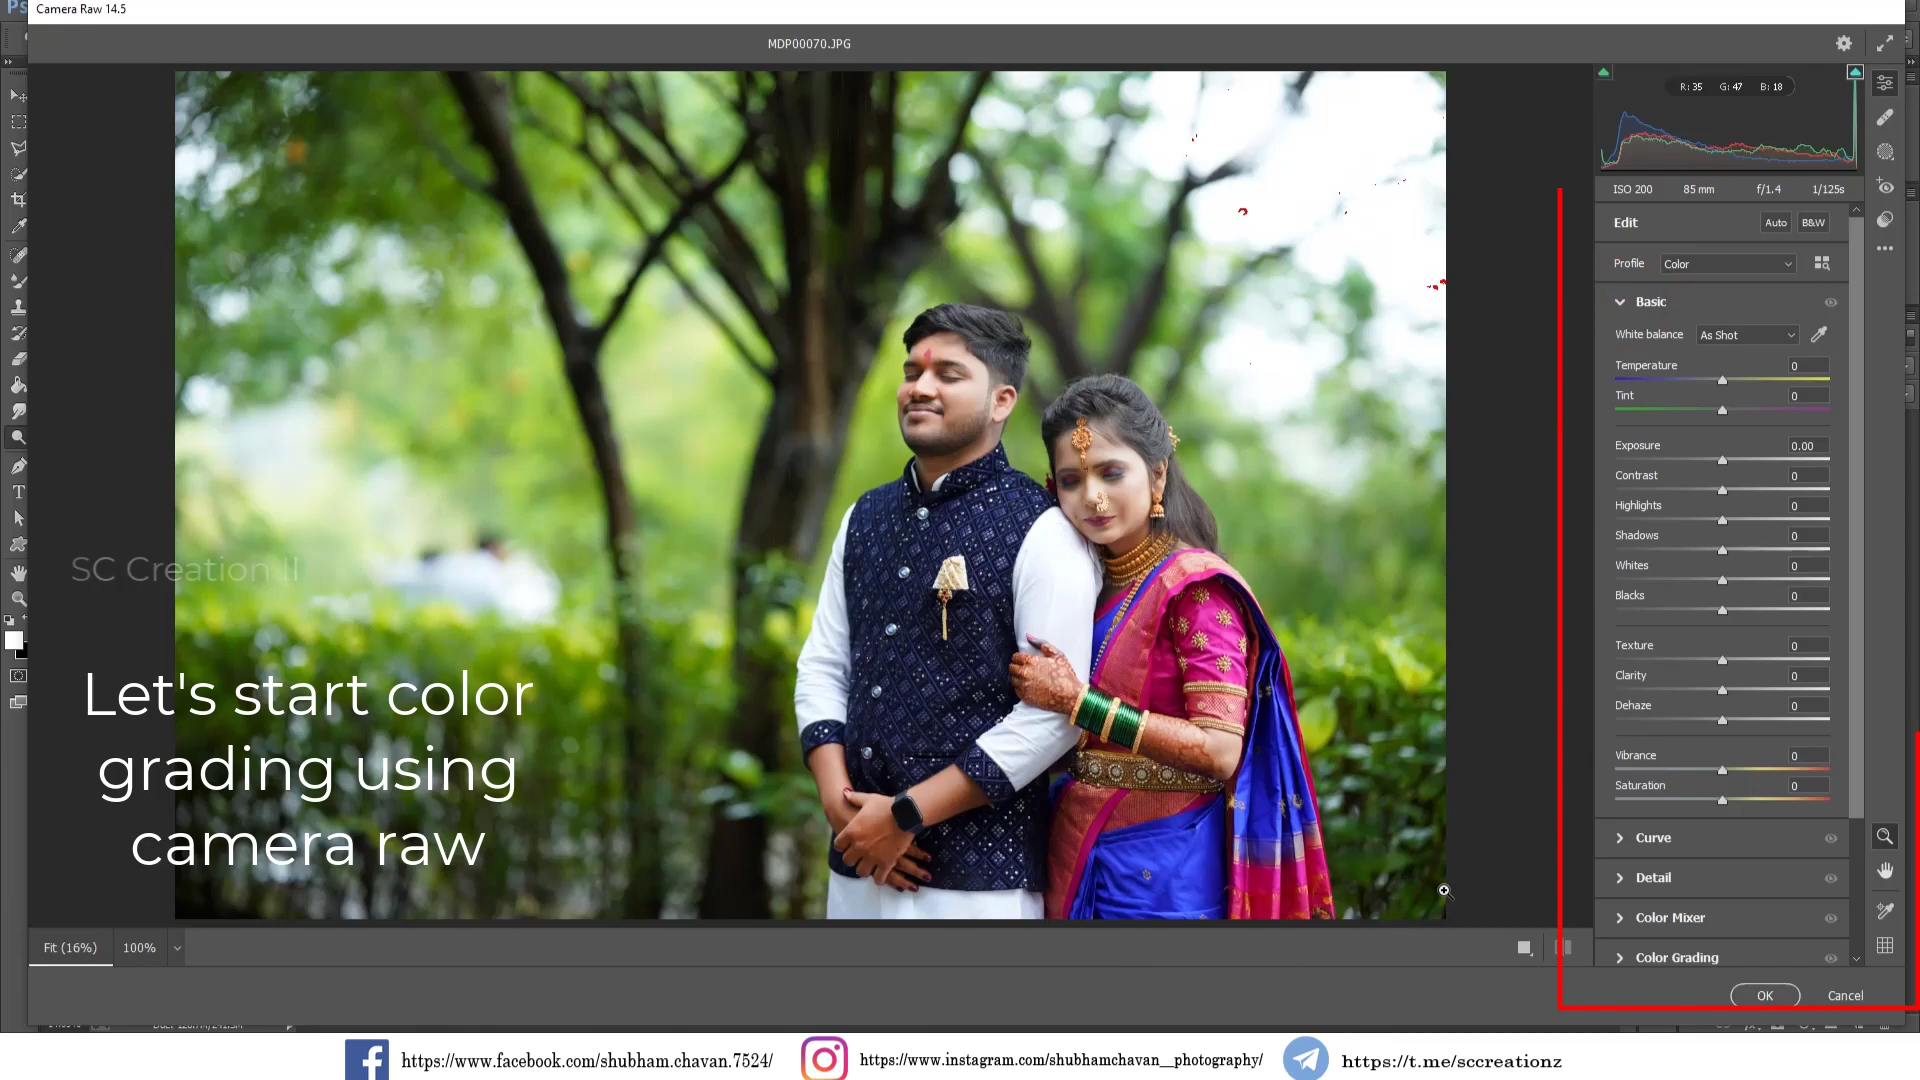 Ps
Camera Raw 14.5
MDP00070.JPG
R: 35 G: 47 B: 18
ISO 200 85 mm f/1.4 1/125s
Edit Auto B&W
Profile Color
Basic
White balance As Shot
Temperature 0
Tint 0
Exposure 0.00
Contrast 0
Highlights 0
Shadows 0
Whites 0
Blacks 0
Texture 0
Clarity 0
Dehaze 0
Vibrance 0
Saturation 0
Curve
Detail
Color Mixer
Color Grading
SC Creation II
Let's start color
grading using
camera raw
Fit (16%) 100%
OK Cancel
https://www.facebook.com/shubham.chavan.7524/ https://www.instagram.com/shubhamchavan__photography/ https://t.me/sccreationz